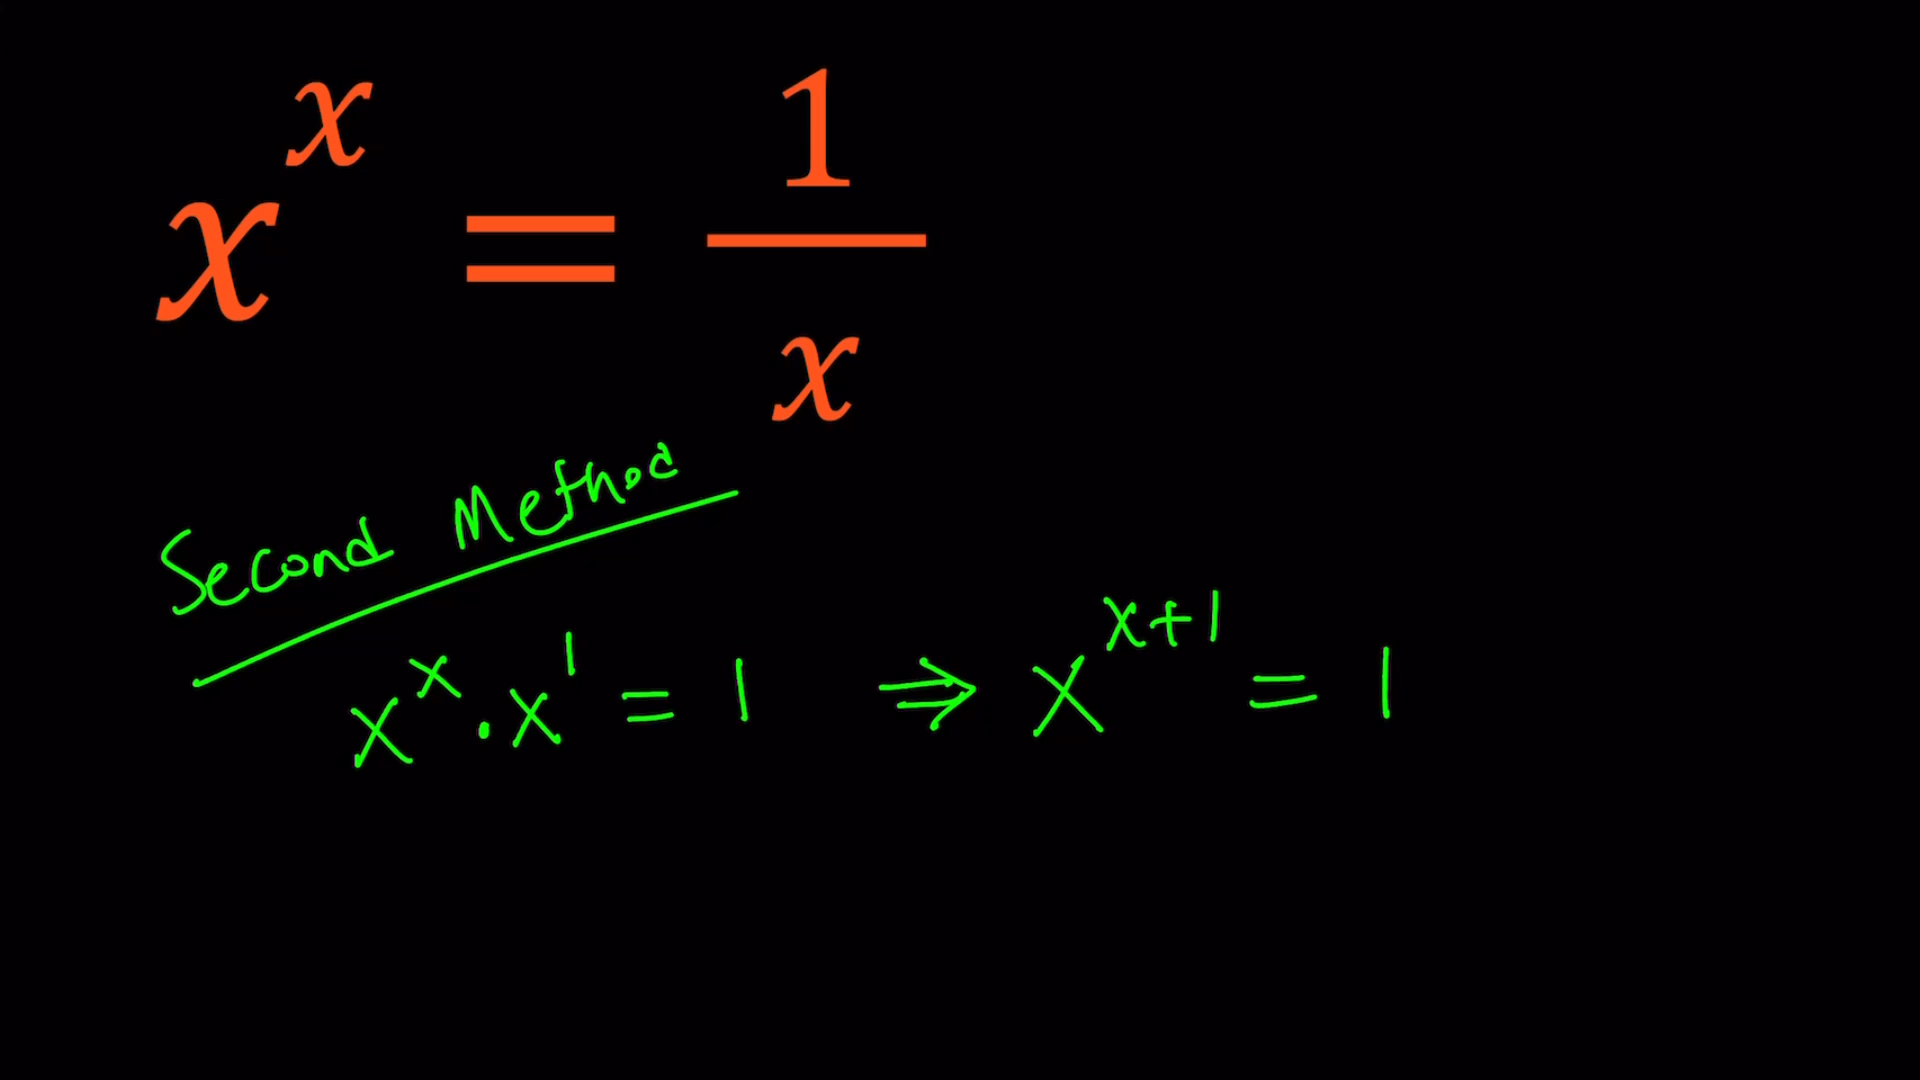 x^x = 1/x
Second Method
x^x · x^1 = 1 ⇒ x^{x+1} = 1